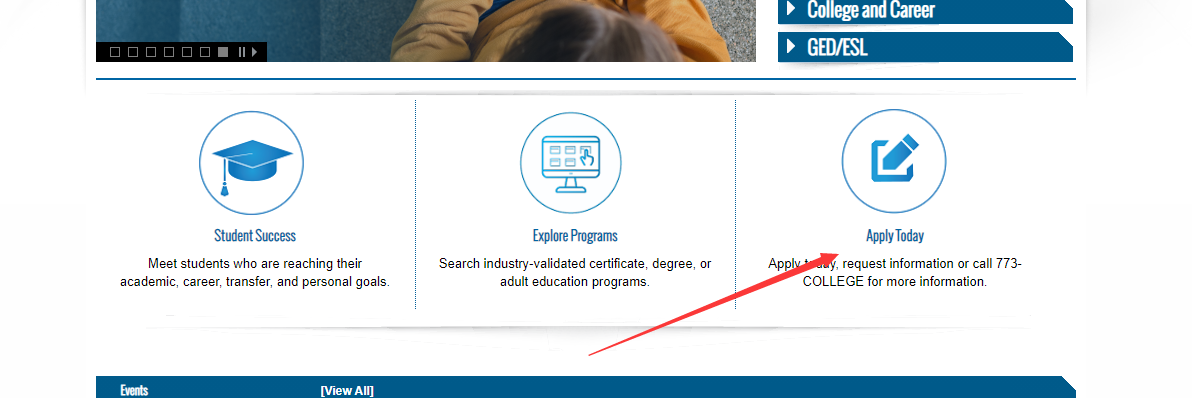 College and Career
GED/ESL
Student Success
Meet students who are reaching their
academic, career, transfer, and personal goals.
Explore Programs
Search industry-validated certificate, degree, or
adult education programs.
Apply Today
Apply today, request information or call 773-
COLLEGE for more information.
Events
[View All]